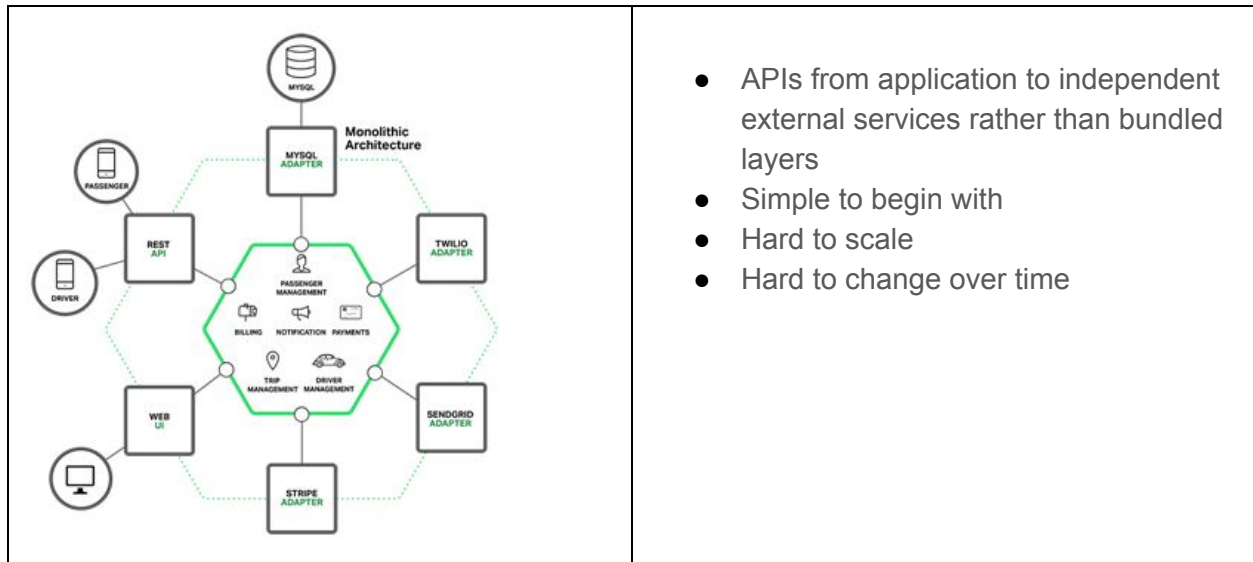 MYSQL
Monolithic
Architecture
MYSQL
ADAPTER
PASSENGER
REST
API
TWILIO
ADAPTER
DRIVER
PASSENGER
MANAGEMENT
BILLING
NOTIFICATION
PAYMENTS
TRIP
MANAGEMENT
DRIVER
MANAGEMENT
WEB
UI
SENDGRID
ADAPTER
STRIPE
ADAPTER
● APIs from application to independent
external services rather than bundled
layers
● Simple to begin with
● Hard to scale
● Hard to change over time